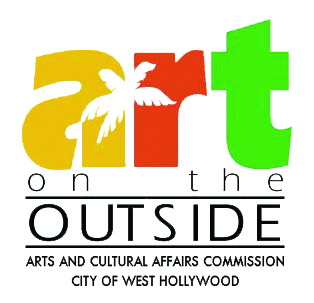 art
on the
OUTSIDE
ARTS AND CULTURAL AFFAIRS COMMISSION
CITY OF WEST HOLLYWOOD